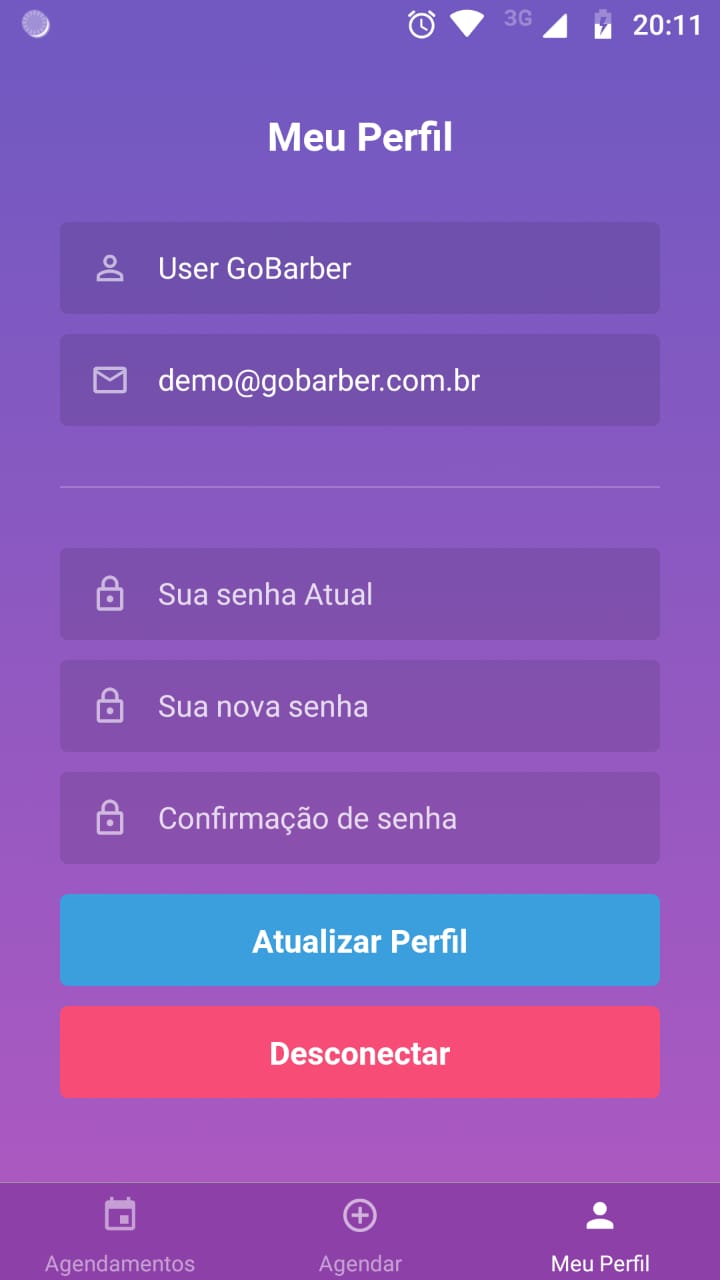 3G 20:11
Meu Perfil
User GoBarber
demo@gobarber.com.br
Sua senha Atual
Sua nova senha
Confirmação de senha
Atualizar Perfil
Desconectar
Agendamentos Agendar Meu Perfil